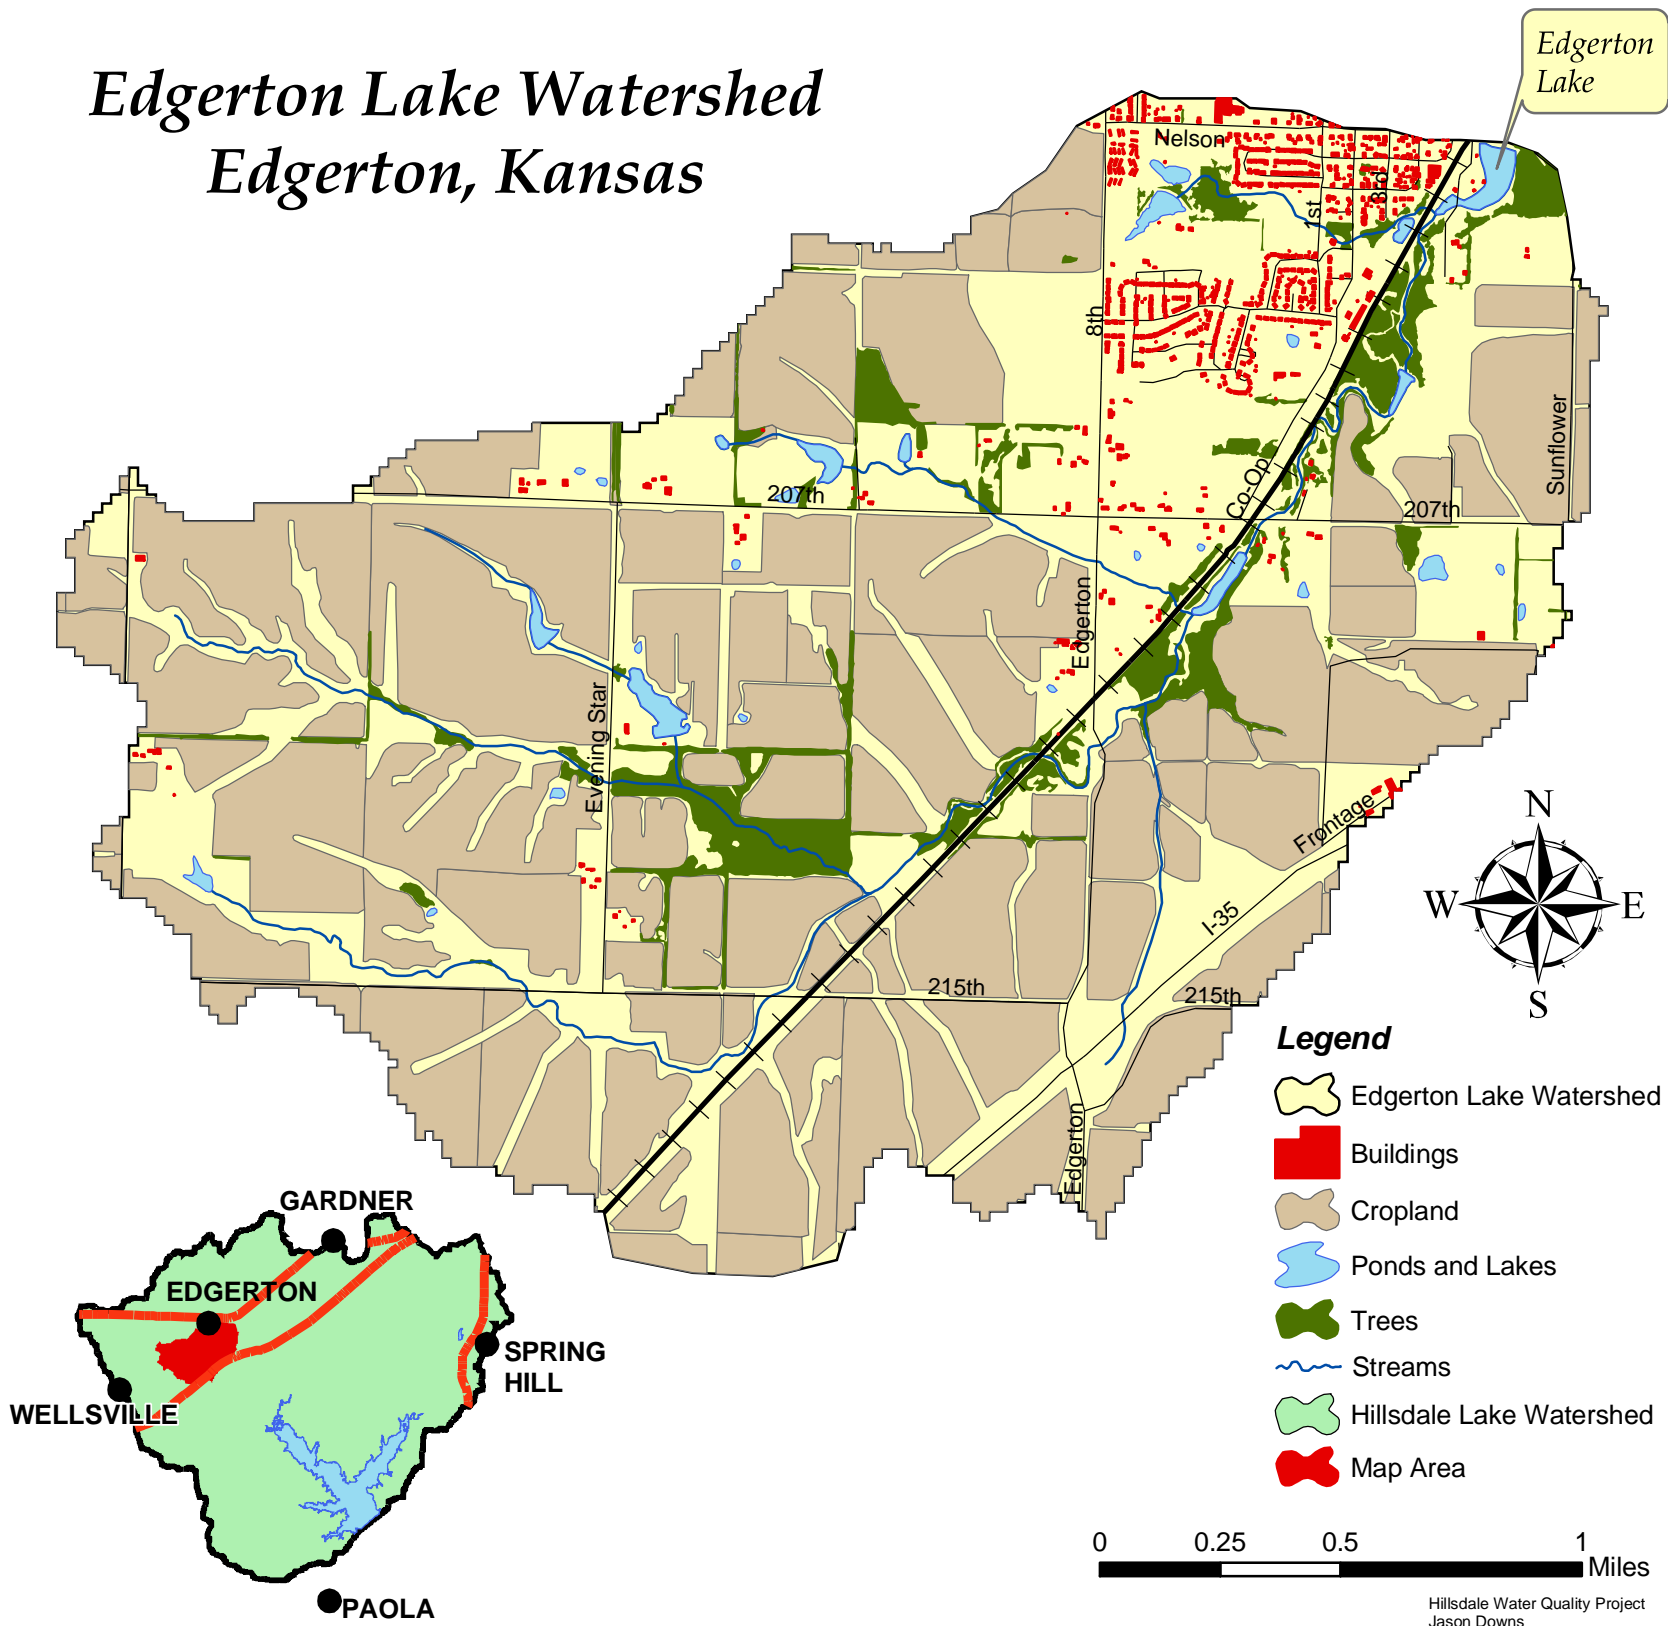 Edgerton Lake Watershed
Edgerton, Kansas
Edgerton
Lake
Nelson
1st
3rd
8th
Sunflower
Co-Op
207th
207th
Edgerton
Evening Star
Frontage
I-35
215th
215th
Edgerton
N
W
E
S
Legend
Edgerton Lake Watershed
Buildings
Cropland
Ponds and Lakes
Trees
Streams
Hillsdale Lake Watershed
Map Area
GARDNER
EDGERTON
SPRING
HILL
WELLSVILLE
PAOLA
0 0.25 0.5 1
Miles
Hillsdale Water Quality Project
Jason Downs